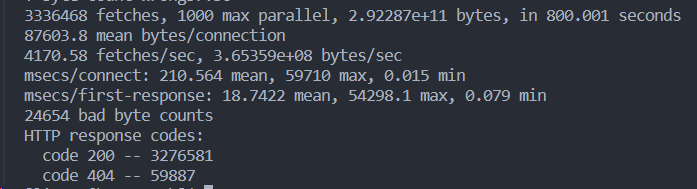 3336468 fetches, 1000 max parallel, 2.92287e+11 bytes, in 800.001 seconds
87603.8 mean bytes/connection
4170.58 fetches/sec, 3.65359e+08 bytes/sec
msecs/connect: 210.564 mean, 59710 max, 0.015 min
msecs/first-response: 18.7422 mean, 54298.1 max, 0.079 min
24654 bad byte counts
HTTP response codes:
code 200 -- 3276581
code 404 -- 59887